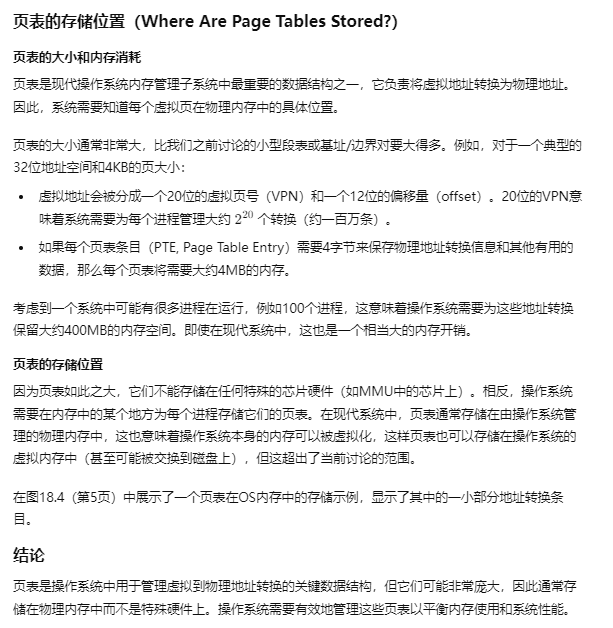 页表的存储位置（Where Are Page Tables Stored?）
页表的大小和内存消耗
页表是现代操作系统内存管理子系统中最重要的数据结构之一，它负责将虚拟地址转换为物理地址。
因此，系统需要知道每个虚拟页在物理内存中的具体位置。
页表的大小通常非常大，比我们之前讨论的小型段表或基址/边界对要大得多。例如，对于一个典型的
32位地址空间和4KB的页大小：
• 虚拟地址会被分成一个20位的虚拟页号（VPN）和一个12位的偏移量（offset）。20位的VPN意
味着系统需要为每个进程管理大约 2²⁰ 个转换（约一百万条）。
• 如果每个页表条目（PTE, Page Table Entry）需要4字节来保存物理地址转换信息和其他有用的
数据，那么每个页表将需要大约4MB的内存。
考虑到一个系统中可能有很多进程在运行，例如100个进程，这意味着操作系统需要为这些地址转换
保留大约400MB的内存空间。即使在现代系统中，这也是一个相当大的内存开销。
页表的存储位置
因为页表如此之大，它们不能存储在任何特殊的芯片硬件（如MMU中的芯片上）。相反，操作系统
需要在内存中的某个地方为每个进程存储它们的页表。在现代系统中，页表通常存储在由操作系统管
理的物理内存中，这也意味着操作系统本身的内存可以被虚拟化，这样页表也可以存储在操作系统的
虚拟内存中（甚至可能被交换到磁盘上），但这超出了当前讨论的范围。
在图18.4（第5页）中展示了一个页表在OS内存中的存储示例，显示了其中的一小部分地址转换条
目。
结论
页表是操作系统中用于管理虚拟到物理地址转换的关键数据结构，但它们可能非常庞大，因此通常存
储在物理内存中而不是特殊硬件上。操作系统需要有效地管理这些页表以平衡内存使用和系统性能。